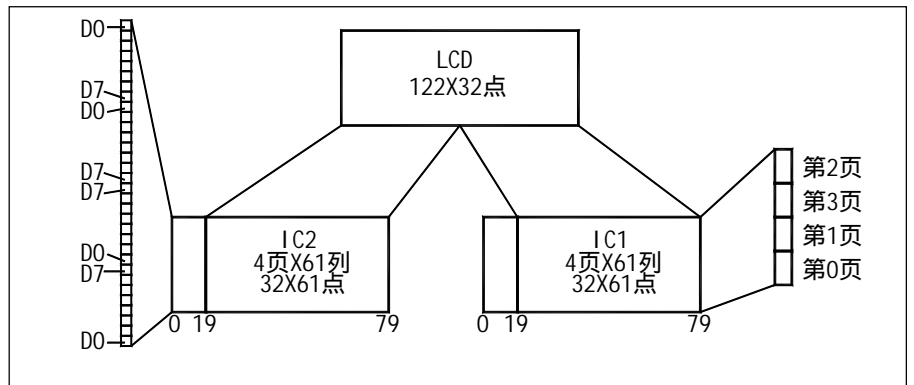 LCD
122X32点
D0
D7
D0
D7
D7
D0
D7
D0
IC2
4页X61列
32X61点
0 19 79
IC1
4页X61列
32X61点
0 19 79
第2页
第3页
第1页
第0页